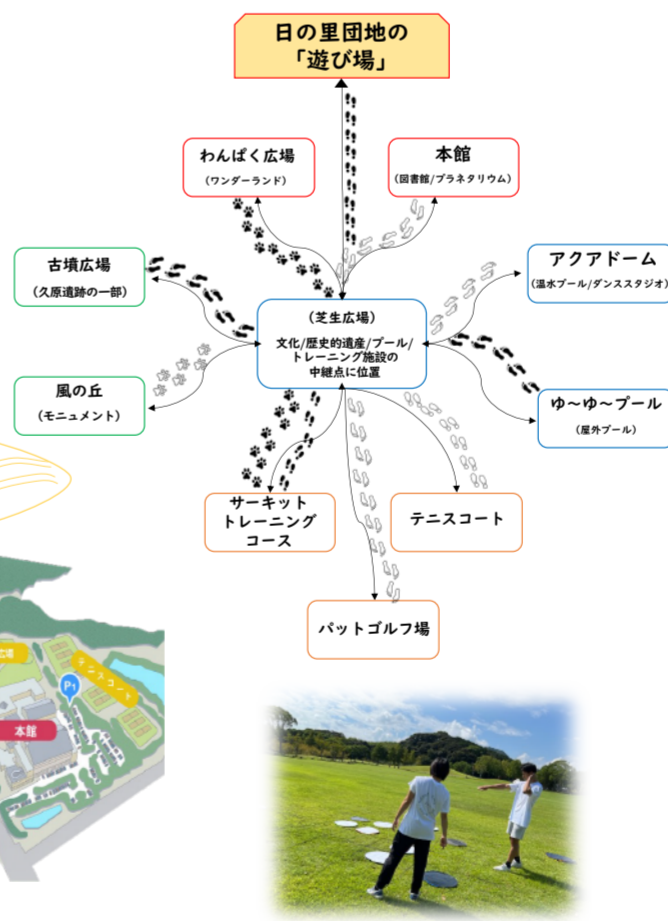 日の里団地の
「遊び場」
わんぱく広場
(ワンダーランド)
本館
(図書館/プラネタリウム)
古墳広場
(久原遺跡の一部)
アクアドーム
(温水プール/ダンススタジオ)
(芝生広場)
文化/歴史的遺産/プール/
トレーニング施設の
中継点に位置
風の丘
(モニュメント)
ゆ～ゆ～プール
(屋外プール)
サーキット
トレーニング
コース
テニスコート
パットゴルフ場
広場
テニスコート
P1
本館